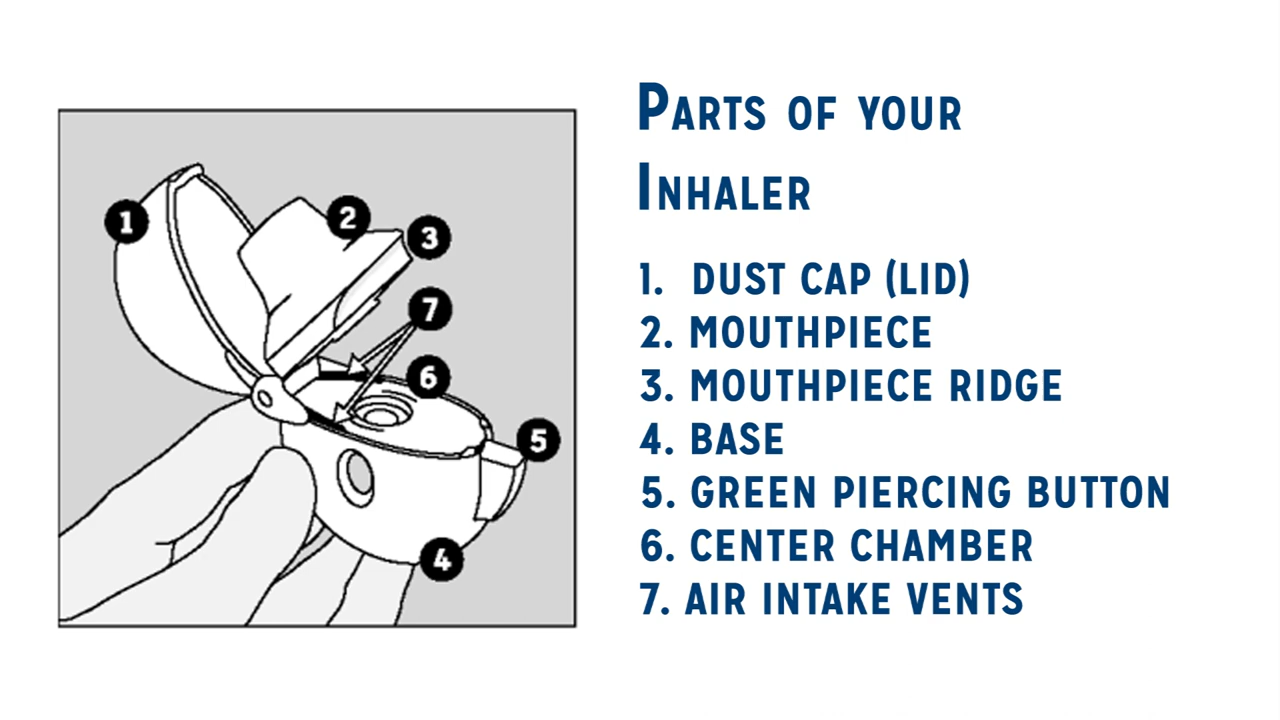 1
2
3
7
6
5
4
PARTS OF YOUR
INHALER
1. DUST CAP (LID)
2. MOUTHPIECE
3. MOUTHPIECE RIDGE
4. BASE
5. GREEN PIERCING BUTTON
6. CENTER CHAMBER
7. AIR INTAKE VENTS